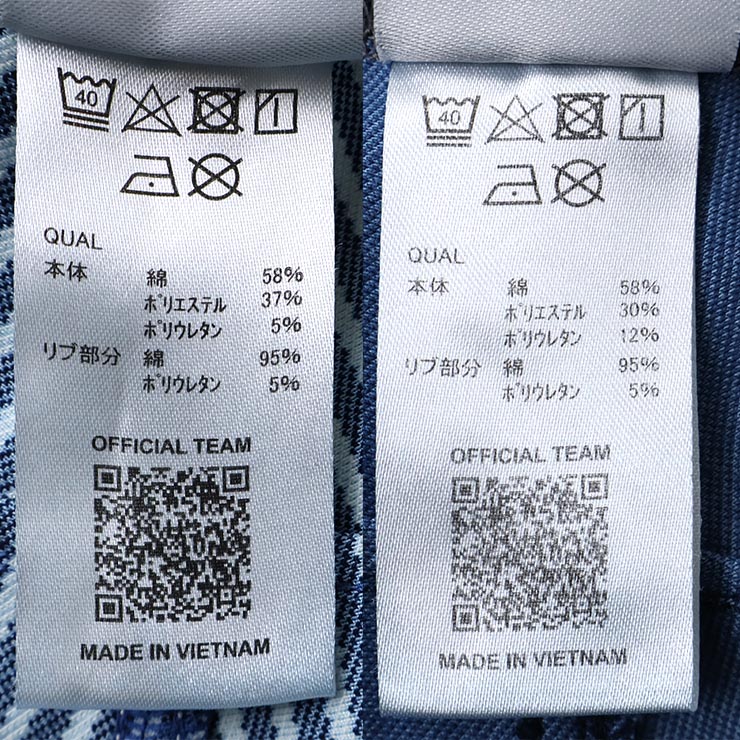 40
QUAL
本体 綿 58%
ポリエステル 37%
ポリウレタン 5%
リブ部分 綿 95%
ポリウレタン 5%
OFFICIAL TEAM
MADE IN VIETNAM
40
QUAL
本体 綿 58%
ポリエステル 30%
ポリウレタン 12%
リブ部分 綿 95%
ポリウレタン 5%
OFFICIAL TEAM
MADE IN VIETNAM